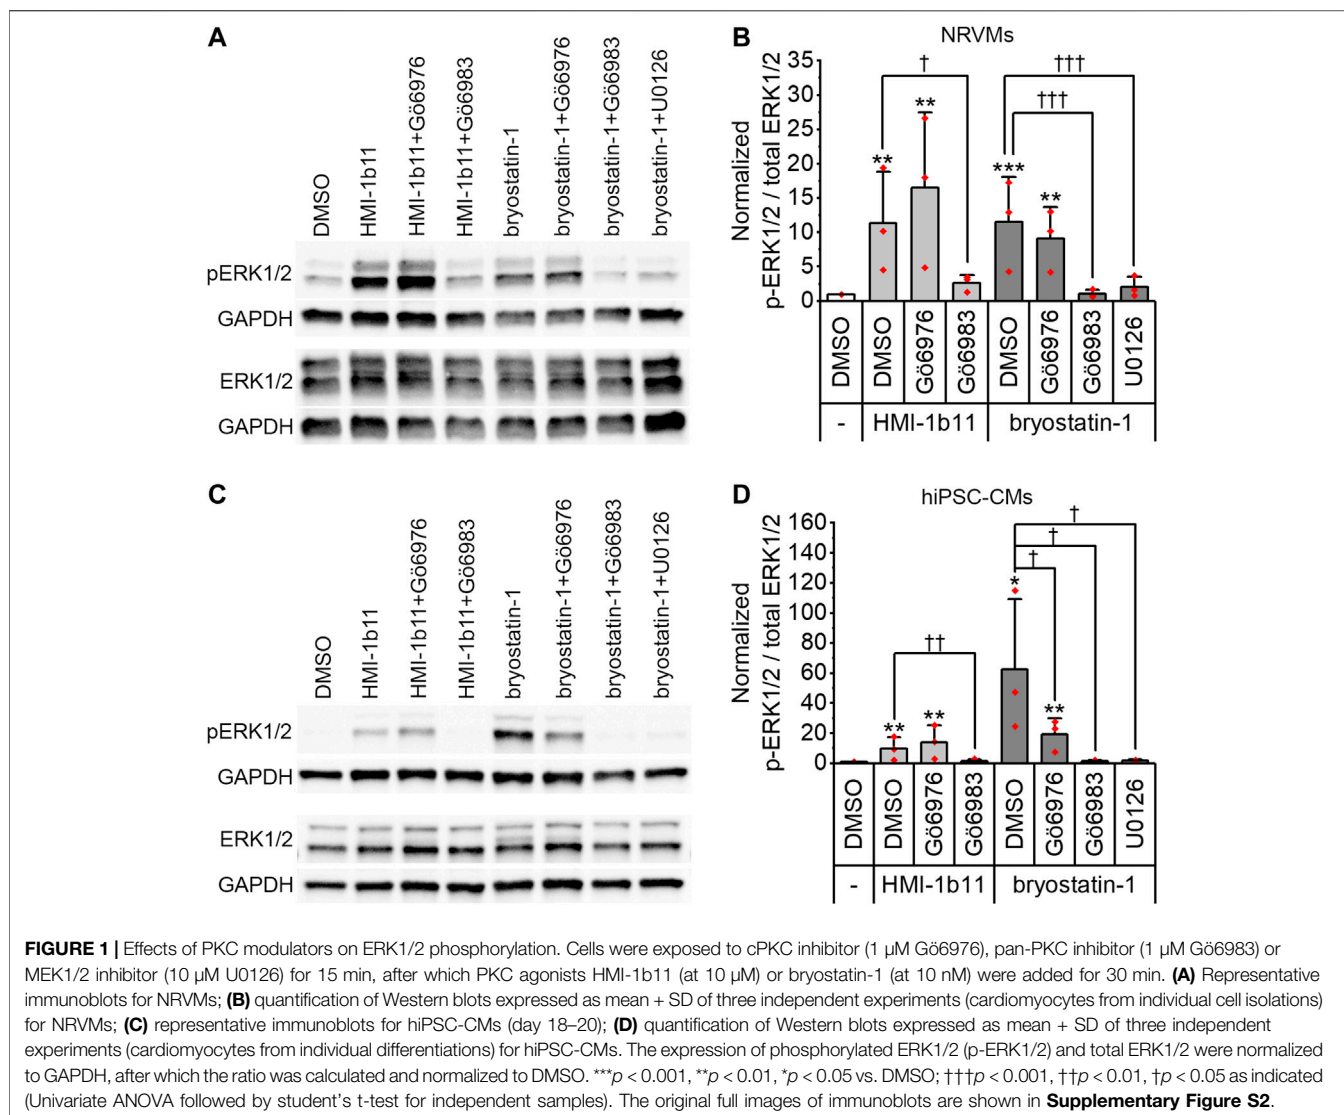 A
DMSO
HMI-1b11
HMI-1b11+Gö6976
HMI-1b11+Gö6983
bryostatin-1
bryostatin-1+Gö6976
bryostatin-1+Gö6983
bryostatin-1+U0126
pERK1/2
GAPDH
ERK1/2
GAPDH
B
NRVMs
Normalized
p-ERK1/2 / total ERK1/2
35
30
25
20
15
10
5
0
†
†††
†††
**
**
***
**
DMSO
DMSO
Gö6976
Gö6983
DMSO
Gö6976
Gö6983
U0126
- HMI-1b11 bryostatin-1
C
DMSO
HMI-1b11
HMI-1b11+Gö6976
HMI-1b11+Gö6983
bryostatin-1
bryostatin-1+Gö6976
bryostatin-1+Gö6983
bryostatin-1+U0126
pERK1/2
GAPDH
ERK1/2
GAPDH
D
hiPSC-CMs
Normalized
p-ERK1/2 / total ERK1/2
160
140
120
100
80
60
40
20
0
†
†
†
††
**
**
*
**
DMSO
DMSO
Gö6976
Gö6983
DMSO
Gö6976
Gö6983
U0126
- HMI-1b11 bryostatin-1
FIGURE 1 | Effects of PKC modulators on ERK1/2 phosphorylation. Cells were exposed to cPKC inhibitor (1 µM Gö6976), pan-PKC inhibitor (1 µM Gö6983) or
MEK1/2 inhibitor (10 µM U0126) for 15 min, after which PKC agonists HMI-1b11 (at 10 µM) or bryostatin-1 (at 10 nM) were added for 30 min. (A) Representative
immunoblots for NRVMs; (B) quantification of Western blots expressed as mean + SD of three independent experiments (cardiomyocytes from individual cell isolations)
for NRVMs; (C) representative immunoblots for hiPSC-CMs (day 18–20); (D) quantification of Western blots expressed as mean + SD of three independent
experiments (cardiomyocytes from individual differentiations) for hiPSC-CMs. The expression of phosphorylated ERK1/2 (p-ERK1/2) and total ERK1/2 were normalized
to GAPDH, after which the ratio was calculated and normalized to DMSO. ***p < 0.001, **p < 0.01, *p < 0.05 vs. DMSO; †††p < 0.001, ††p < 0.01, †p < 0.05 as indicated
(Univariate ANOVA followed by student’s t-test for independent samples). The original full images of immunoblots are shown in Supplementary Figure S2.